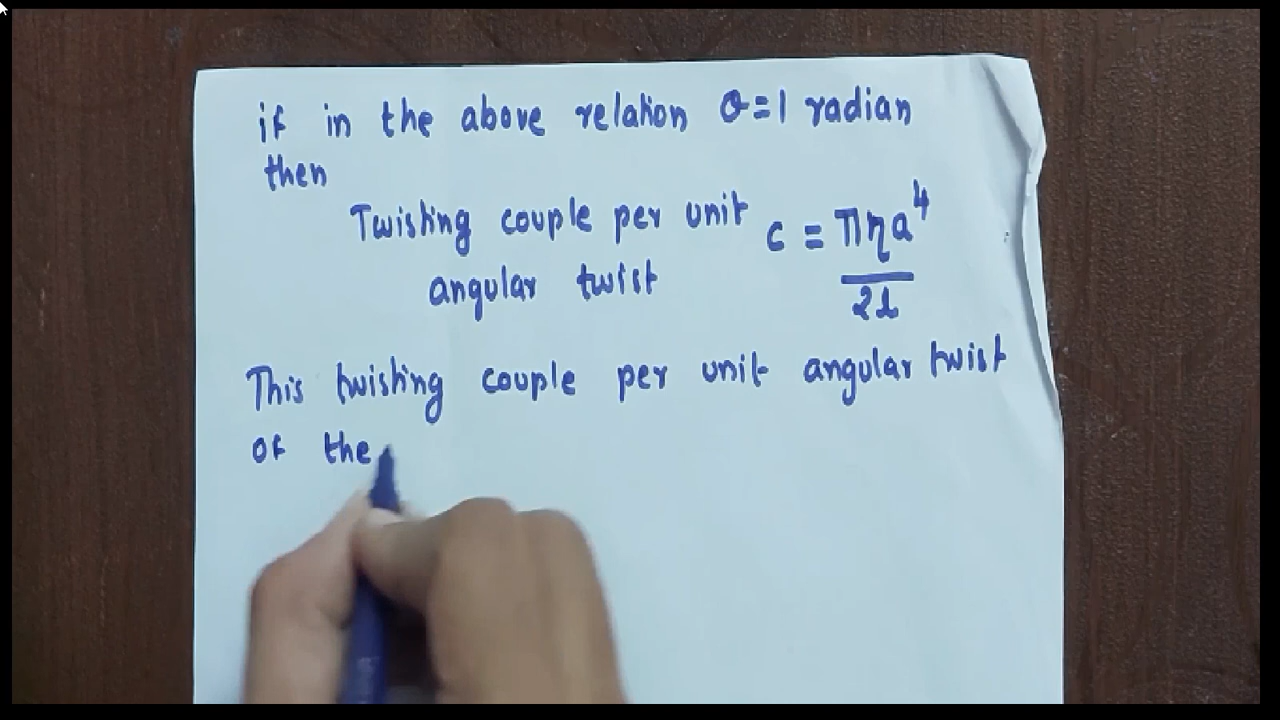 if in the above relation θ=1 radian
then
Twisting couple per unit
angular twist
c = πηa⁴
2l
This twisting couple per unit angular twist
of the